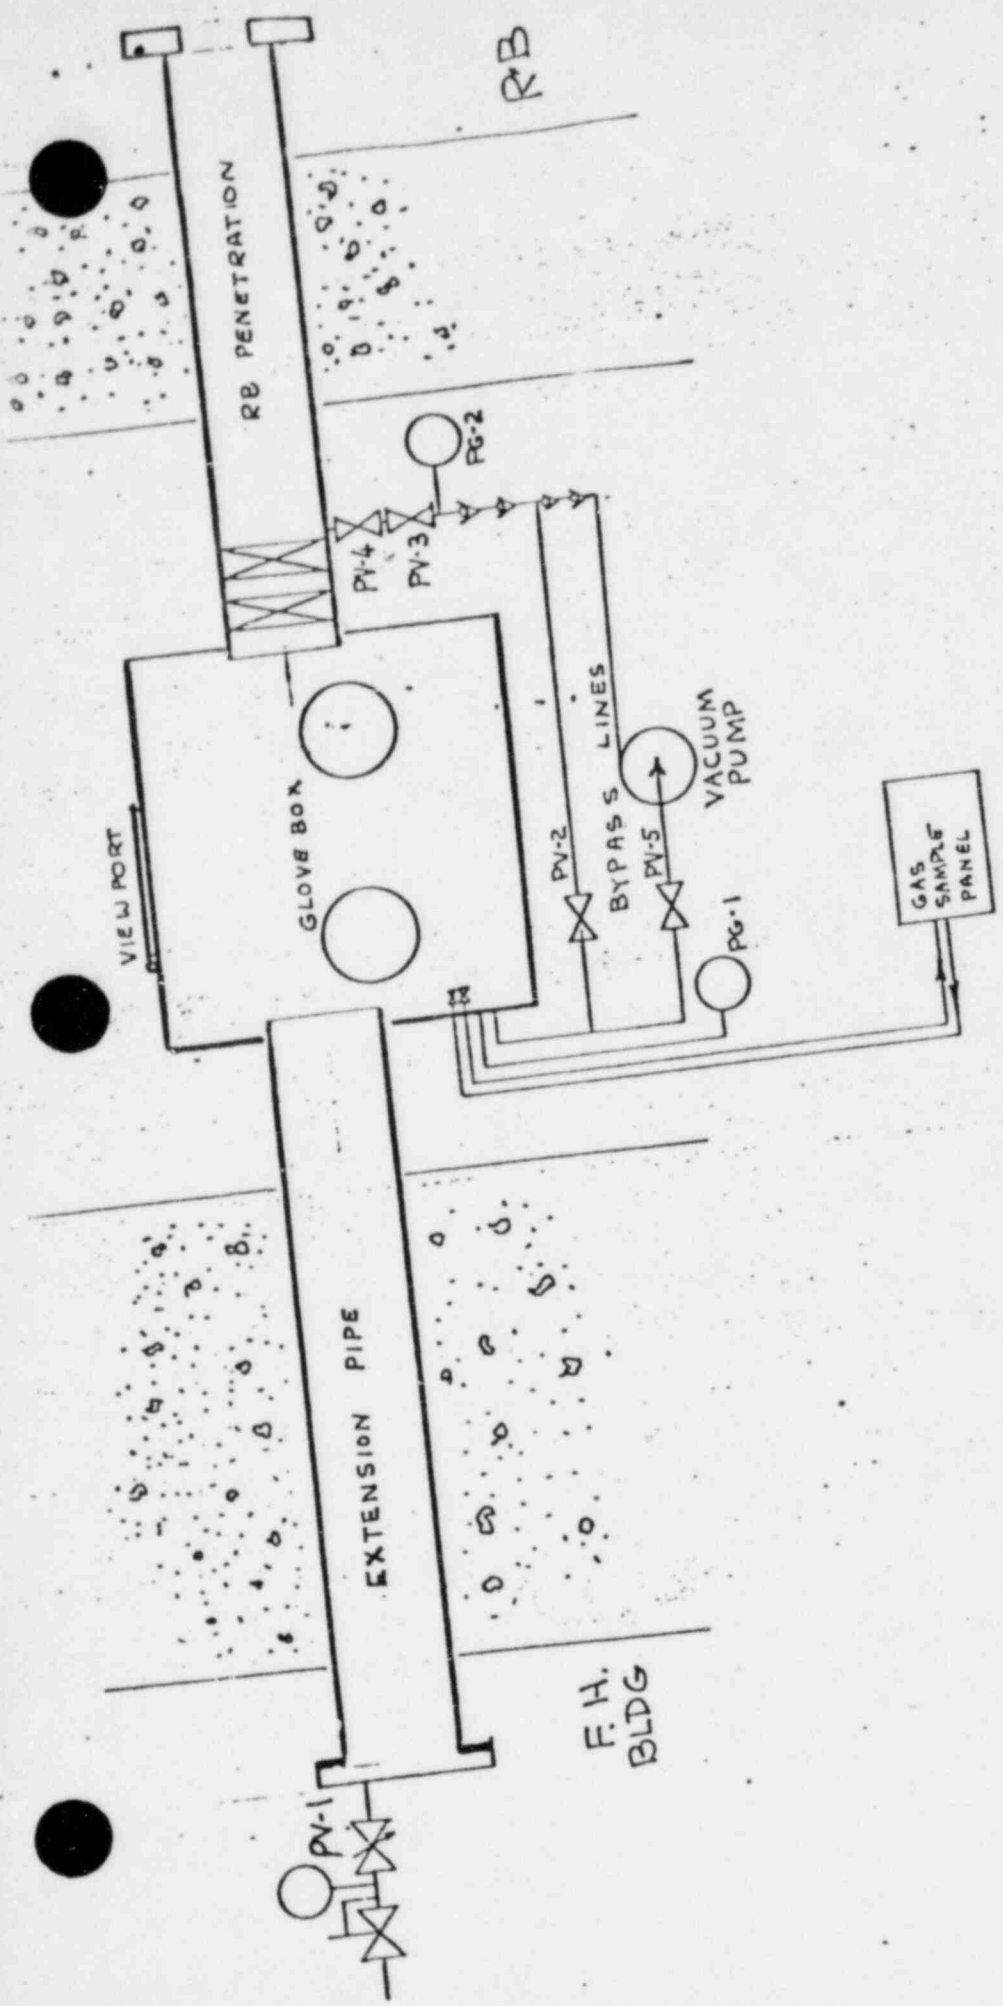 R.B
RB PENETRATION
PG-2
PV-4
PV-3
VIEW PORT
GLOVE BOX
PV-2
BYPASS LINES
PV-5
VACUUM
PUMP
PG-1
GAS
SAMPLE
PANEL
EXTENSION PIPE
PV-1
F. H.
BLDG